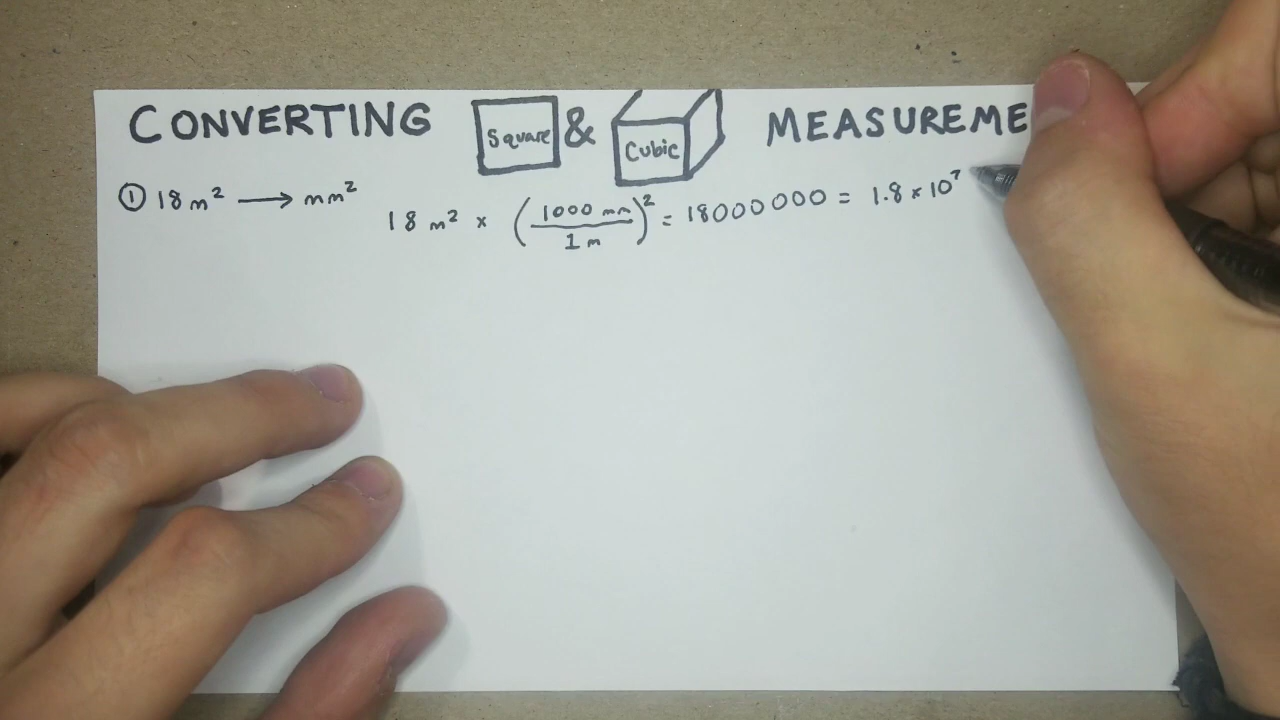 CONVERTING Square & Cubic MEASUREME
① 18 m² ⟶ mm²
18 m² × (1000 mm / 1 m)² = 18000000 = 1.8 × 10⁷